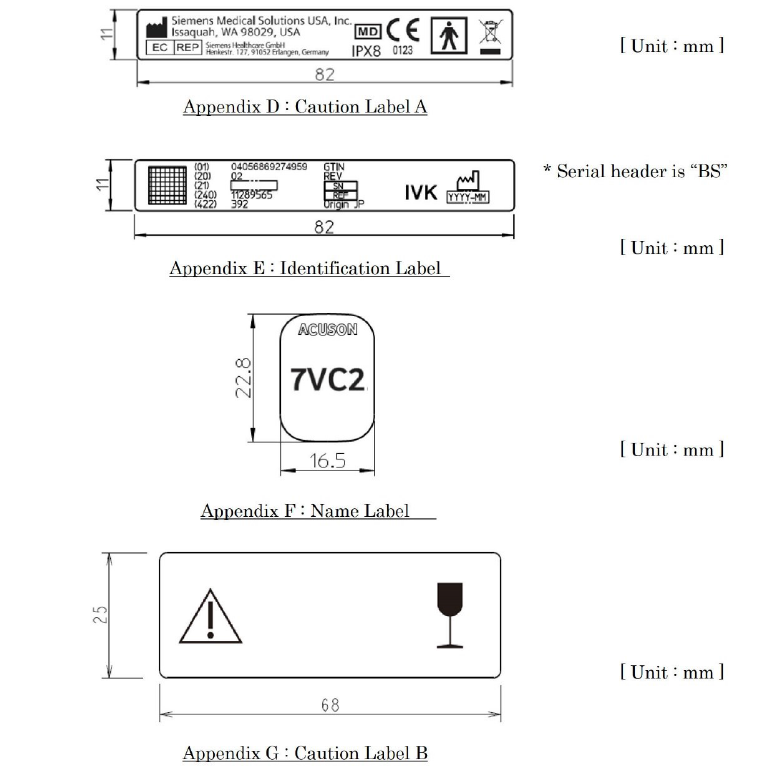 Siemens Medical Solutions USA, Inc.
Issaquah, WA 98029, USA
EC REP Siemens Healthcare GmbH
Henkestr. 127, 91052 Erlangen, Germany
MD CE
IPX8 0123
11
82
[ Unit : mm ]
Appendix D : Caution Label A
(01) 04056869274959 GTIN
(20) 02 REV
(21) SN
(240) 11289565 REF
(422) 392 Origin JP
IVK
YYYY-MM
11
82
* Serial header is “BS”
[ Unit : mm ]
Appendix E : Identification Label
ACUSON
7VC2
22.8
16.5
[ Unit : mm ]
Appendix F : Name Label
!
25
68
[ Unit : mm ]
Appendix G : Caution Label B